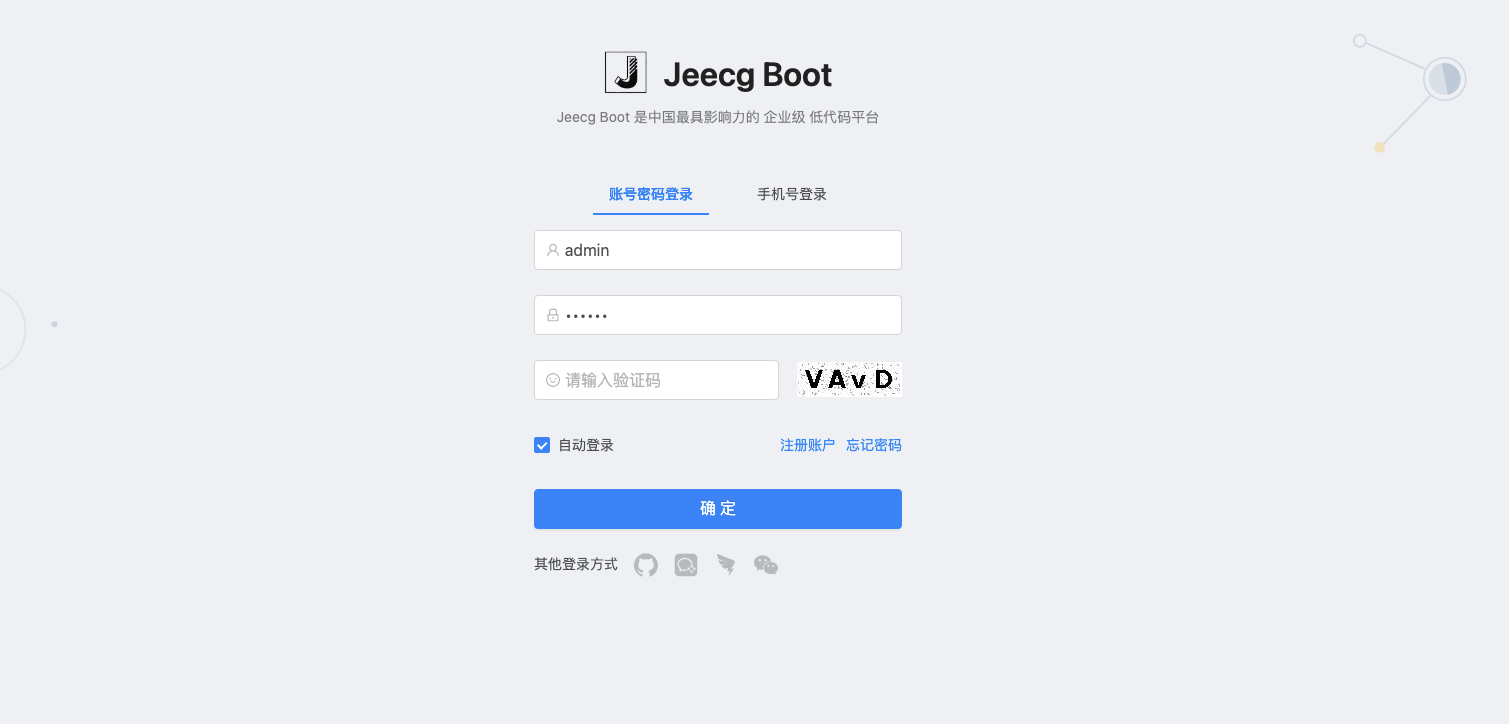 Jeecg Boot
Jeecg Boot 是中国最具影响力的 企业级 低代码平台
账号密码登录 手机号登录
admin
••••••
请输入验证码 VAvD
自动登录 注册账户 忘记密码
确 定
其他登录方式